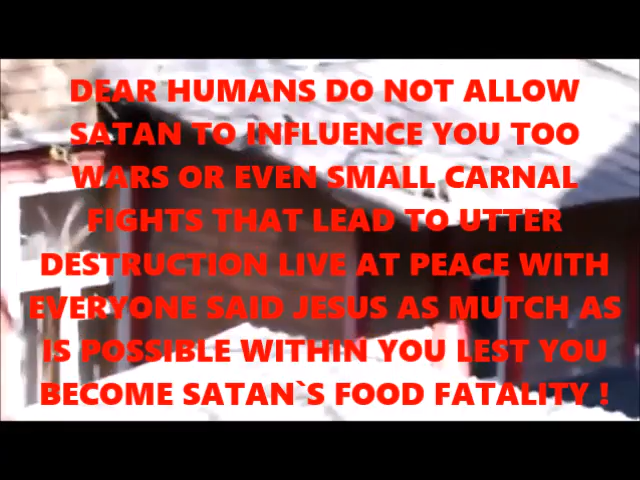 DEAR HUMANS DO NOT ALLOW
SATAN TO INFLUENCE YOU TOO
WARS OR EVEN SMALL CARNAL
FIGHTS THAT LEAD TO UTTER
DESTRUCTION LIVE AT PEACE WITH
EVERYONE SAID JESUS AS MUTCH AS
IS POSSIBLE WITHIN YOU LEST YOU
BECOME SATAN`S FOOD FATALITY !